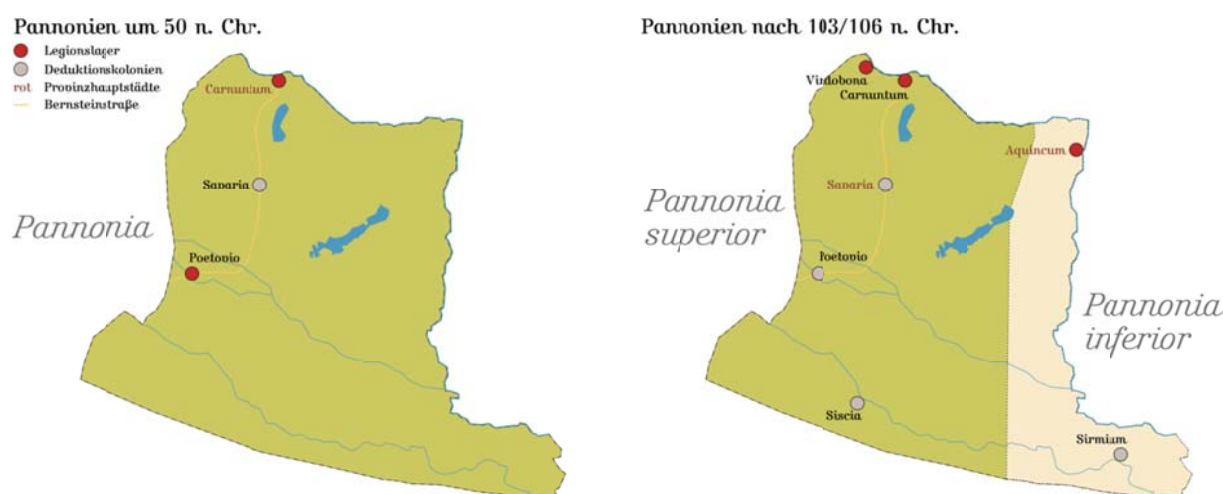 Pannonien um 50 n. Chr.
Legionslager
Deduktionskolonien
rot Provinzhauptstädte
Bernsteinstraße
Carnuntum
Savaria
Pannonia
Poetovio
Pannonien nach 103/106 n. Chr.
Vindobona
Carnuntum
Aquincum
Savaria
Pannonia
superior
Poetovio
Pannonia
inferior
Siscia
Sirmium